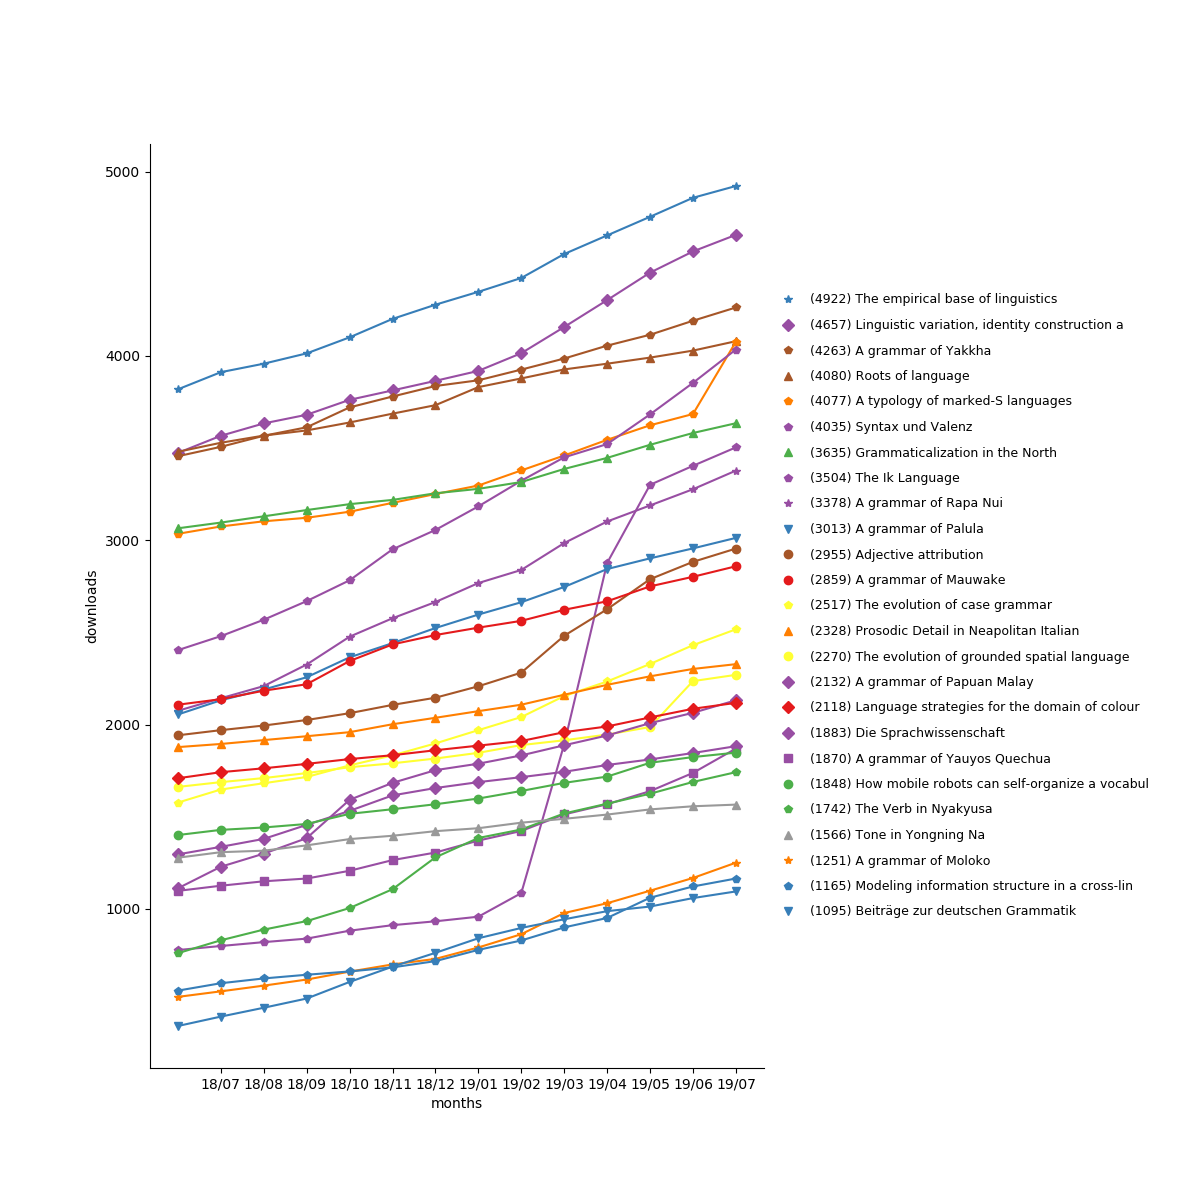 5000
4000
3000
2000
1000
downloads
18/07 18/08 18/09 18/10 18/11 18/12 19/01 19/02 19/03 19/04 19/05 19/06 19/07
months
(4922) The empirical base of linguistics
(4657) Linguistic variation, identity construction a
(4263) A grammar of Yakkha
(4080) Roots of language
(4077) A typology of marked-S languages
(4035) Syntax und Valenz
(3635) Grammaticalization in the North
(3504) The Ik Language
(3378) A grammar of Rapa Nui
(3013) A grammar of Palula
(2955) Adjective attribution
(2859) A grammar of Mauwake
(2517) The evolution of case grammar
(2328) Prosodic Detail in Neapolitan Italian
(2270) The evolution of grounded spatial language
(2132) A grammar of Papuan Malay
(2118) Language strategies for the domain of colour
(1883) Die Sprachwissenschaft
(1870) A grammar of Yauyos Quechua
(1848) How mobile robots can self-organize a vocabul
(1742) The Verb in Nyakyusa
(1566) Tone in Yongning Na
(1251) A grammar of Moloko
(1165) Modeling information structure in a cross-lin
(1095) Beiträge zur deutschen Grammatik